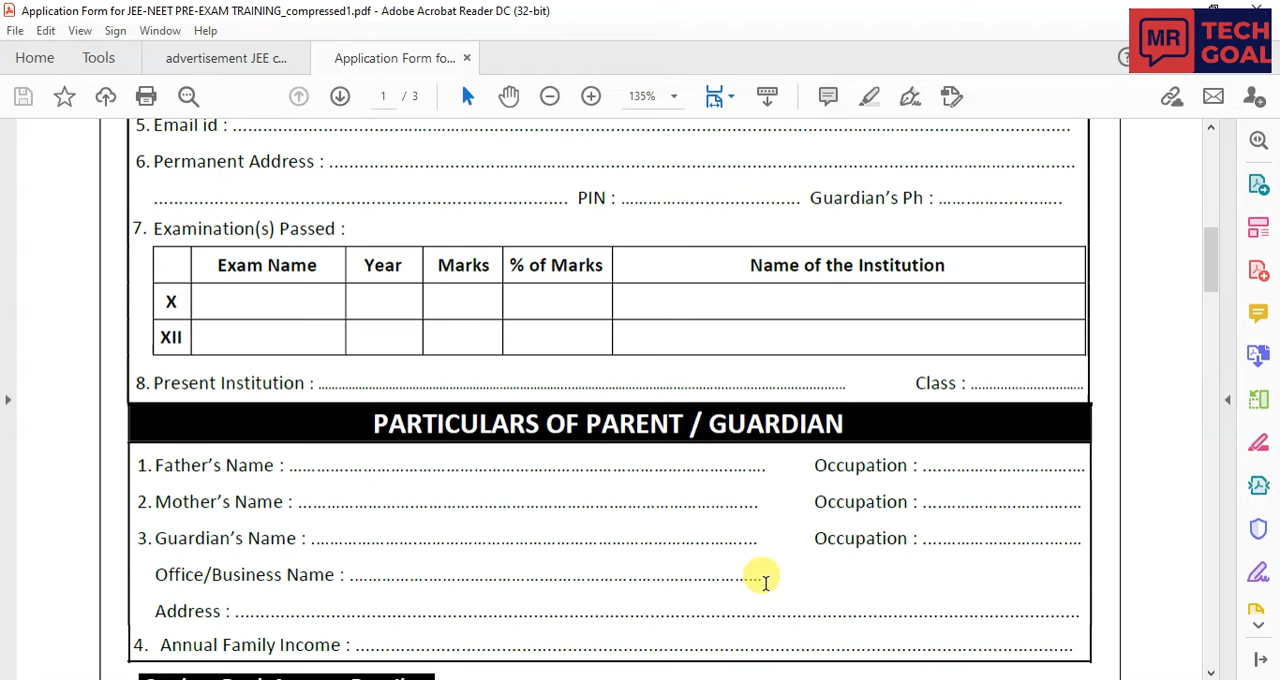 Application Form for JEE-NEET PRE-EXAM TRAINING_compressed1.pdf - Adobe Acrobat Reader DC (32-bit)
File Edit View Sign Window Help
MR TECH GOAL
Home Tools advertisement JEE c... Application Form fo... ×
1 / 3 135%
5. Email id : ..........
6. Permanent Address : ..........
.......... PIN : .......... Guardian's Ph : ..........
7. Examination(s) Passed :
Exam Name Year Marks % of Marks Name of the Institution
X
XII
8. Present Institution : .......... Class : ..........
PARTICULARS OF PARENT / GUARDIAN
1. Father's Name : .......... Occupation : ..........
2. Mother's Name : .......... Occupation : ..........
3. Guardian's Name : .......... Occupation : ..........
Office/Business Name : ..........
Address : ..........
4. Annual Family Income : ..........